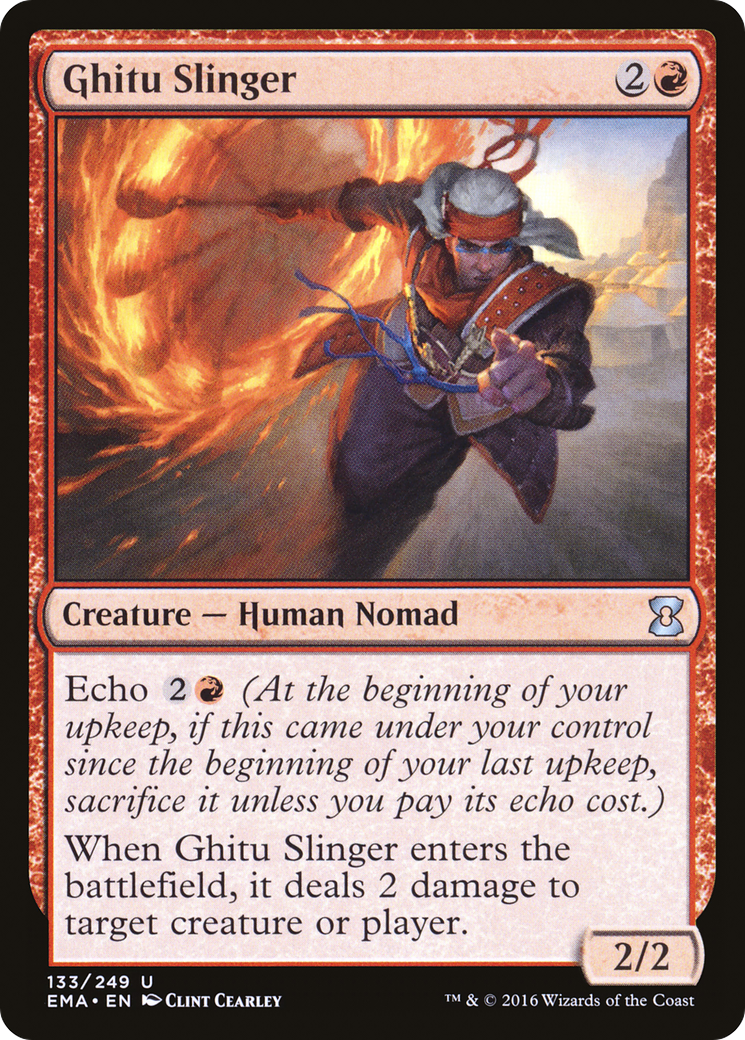 Ghitu Slinger 2
Creature — Human Nomad
Echo 2 (At the beginning of your
upkeep, if this came under your control
since the beginning of your last upkeep,
sacrifice it unless you pay its echo cost.)
When Ghitu Slinger enters the
battlefield, it deals 2 damage to
target creature or player.
2/2
133/249 U
EMA • EN Clint Cearley
™ & © 2016 Wizards of the Coast